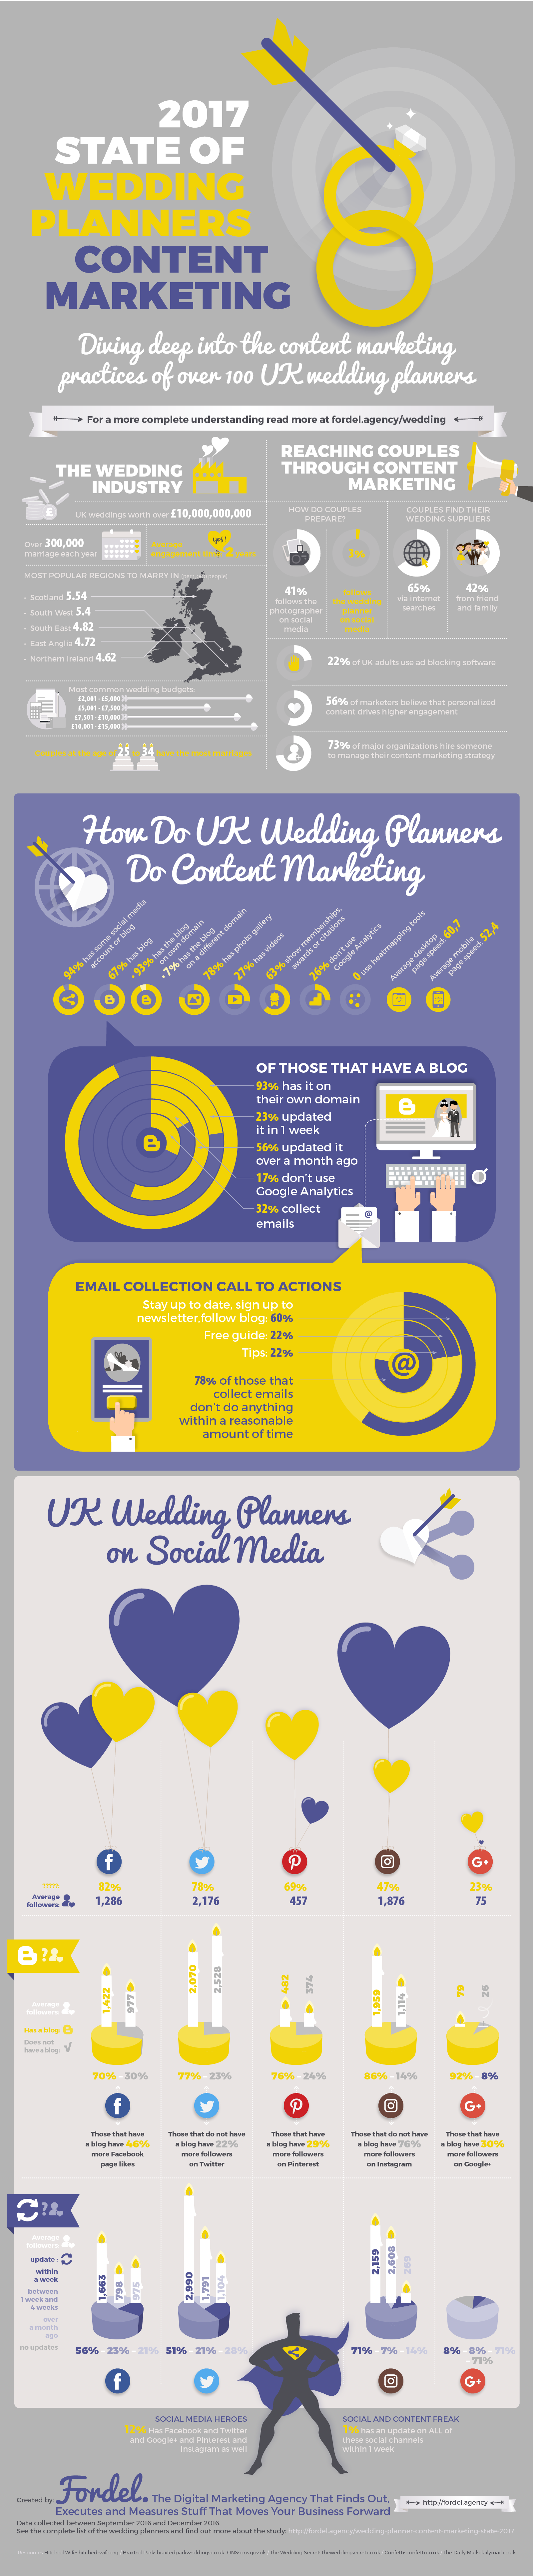 2017
STATE OF
WEDDING
PLANNERS
CONTENT
MARKETING
Diving deep into the content marketing
practices of over 100 UK wedding planners
For a more complete understanding read more at fordel.agency/wedding
THE WEDDING
INDUSTRY
UK weddings worth over £10,000,000,000
Over 300,000
marriage each year
Average
engagement time 2 years
yes!
MOST POPULAR REGIONS TO MARRY IN
- Scotland 5.54
- South West 5.4
- South East 4.82
- East Anglia 4.72
- Northern Ireland 4.62
Most common wedding budgets
£2,001 - £5,000
£5,001 - £7,500
£7,501 - £10,000
£10,001 - £15,000
Couples at the age of 25 to 34 have the most marriages
REACHING COUPLES
THROUGH CONTENT
MARKETING
HOW DO COUPLES
PREPARE?
41%
follows the
photographer
on social
media
3%
follows
the wedding
planner
on social
media
COUPLES FIND THEIR
WEDDING SUPPLIERS
65%
via internet
searches
42%
from friend
and family
22% of UK adults use ad blocking software
56% of marketers believe that personalized
content drives higher engagement
73% of major organizations hire someone
to manage their content marketing strategy
How Do UK Wedding Planners
Do Content Marketing
94% has some social media
account or blog
67% has blog
93% has the blog
on own domain
7% has the blog
on a different domain
78% has photo gallery
27% has videos
63% show memberships,
awards or citations
26% don't use
Google Analytics
0 use heatmapping tools
Average desktop
page speed: 60,7
Average mobile
page speed: 52,4
OF THOSE THAT HAVE A BLOG
93% has it on
their own domain
23% updated
it in 1 week
56% updated it
over a month ago
17% don't use
Google Analytics
32% collect
emails
EMAIL COLLECTION CALL TO ACTIONS
Stay up to date, sign up to
newsletter,follow blog: 60%
Free guide: 22%
Tips: 22%
78% of those that
collect emails
don't do anything
within a reasonable
amount of time
UK Wedding Planners
on Social Media
82% 78% 69% 47% 23%
Average
followers:
1,286 2,176 457 1,876 75
Average
followers:
Has a blog:
Does not
have a blog:
1,422 977
2,070 2,528
482 374
1,959 1,114
79 26
70% - 30%
77% - 23%
76% - 24%
86% - 14%
92% - 8%
Those that have
a blog have 46%
more Facebook
page likes
Those that do not have
a blog have 22%
more followers
on Twitter
Those that have
a blog have 29%
more followers
on Pinterest
Those that do not have
a blog have 76%
more followers
on Instagram
Those that have
a blog have 30%
more followers
on Google+
Average
followers:
update :
within
a week
between
1 week and
4 weeks
over
a month
ago
no updates
1,663 798 975
2,990 1,791 1,104
2,159 2,608 269
56% - 23% - 21%
51% - 21% - 28%
71% - 7% - 14%
8% - 8% - 71%
- 71%
SOCIAL MEDIA HEROES
12% Has Facebook and Twitter
and Google+ and Pinterest and
Instagram as well
SOCIAL AND CONTENT FREAK
1% has an update on ALL of
these social channels
within 1 week
Created by: Fordel. The Digital Marketing Agency That Finds Out,
Executes and Measures Stuff That Moves Your Business Forward
http://fordel.agency
Data collected between September 2016 and December 2016.
See the complete list of the wedding planners and find out more about the study: http://fordel.agency/wedding-planner-content-marketing-state-2017
Resources: Hitched Wife: hitched-wife.org | Braxted Park: braxtedparkweddings.co.uk | ONS: ons.gov.uk | The Wedding Secret: theweddingsecret.co.uk | Confetti: confetti.co.uk | The Daily Mail: dailymail.co.uk